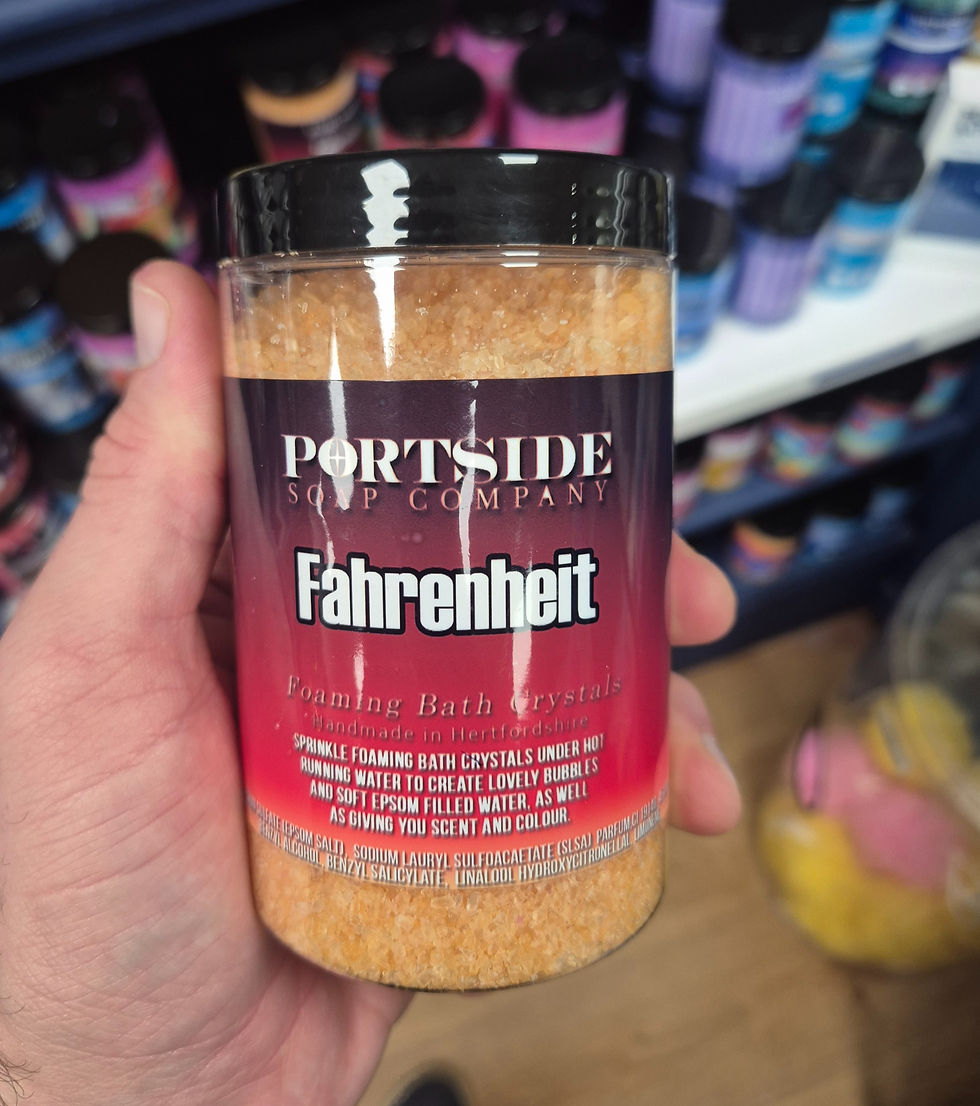 PORTSIDE
SOAP COMPANY
Fahrenheit
Foaming Bath Crystals
Handmade in Hertfordshire
SPRINKLE FOAMING BATH CRYSTALS UNDER HOT
RUNNING WATER TO CREATE LOVELY BUBBLES
AND SOFT EPSOM FILLED WATER, AS WELL
AS GIVING YOU SCENT AND COLOUR.
(EPSOM SALT), SODIUM LAURYL SULFOACAETATE (SLSA) PARFUM,
BENZYL ALCOHOL, BENZYL SALICYLATE, LINALOOL HYDROXYCITRONELLAL,